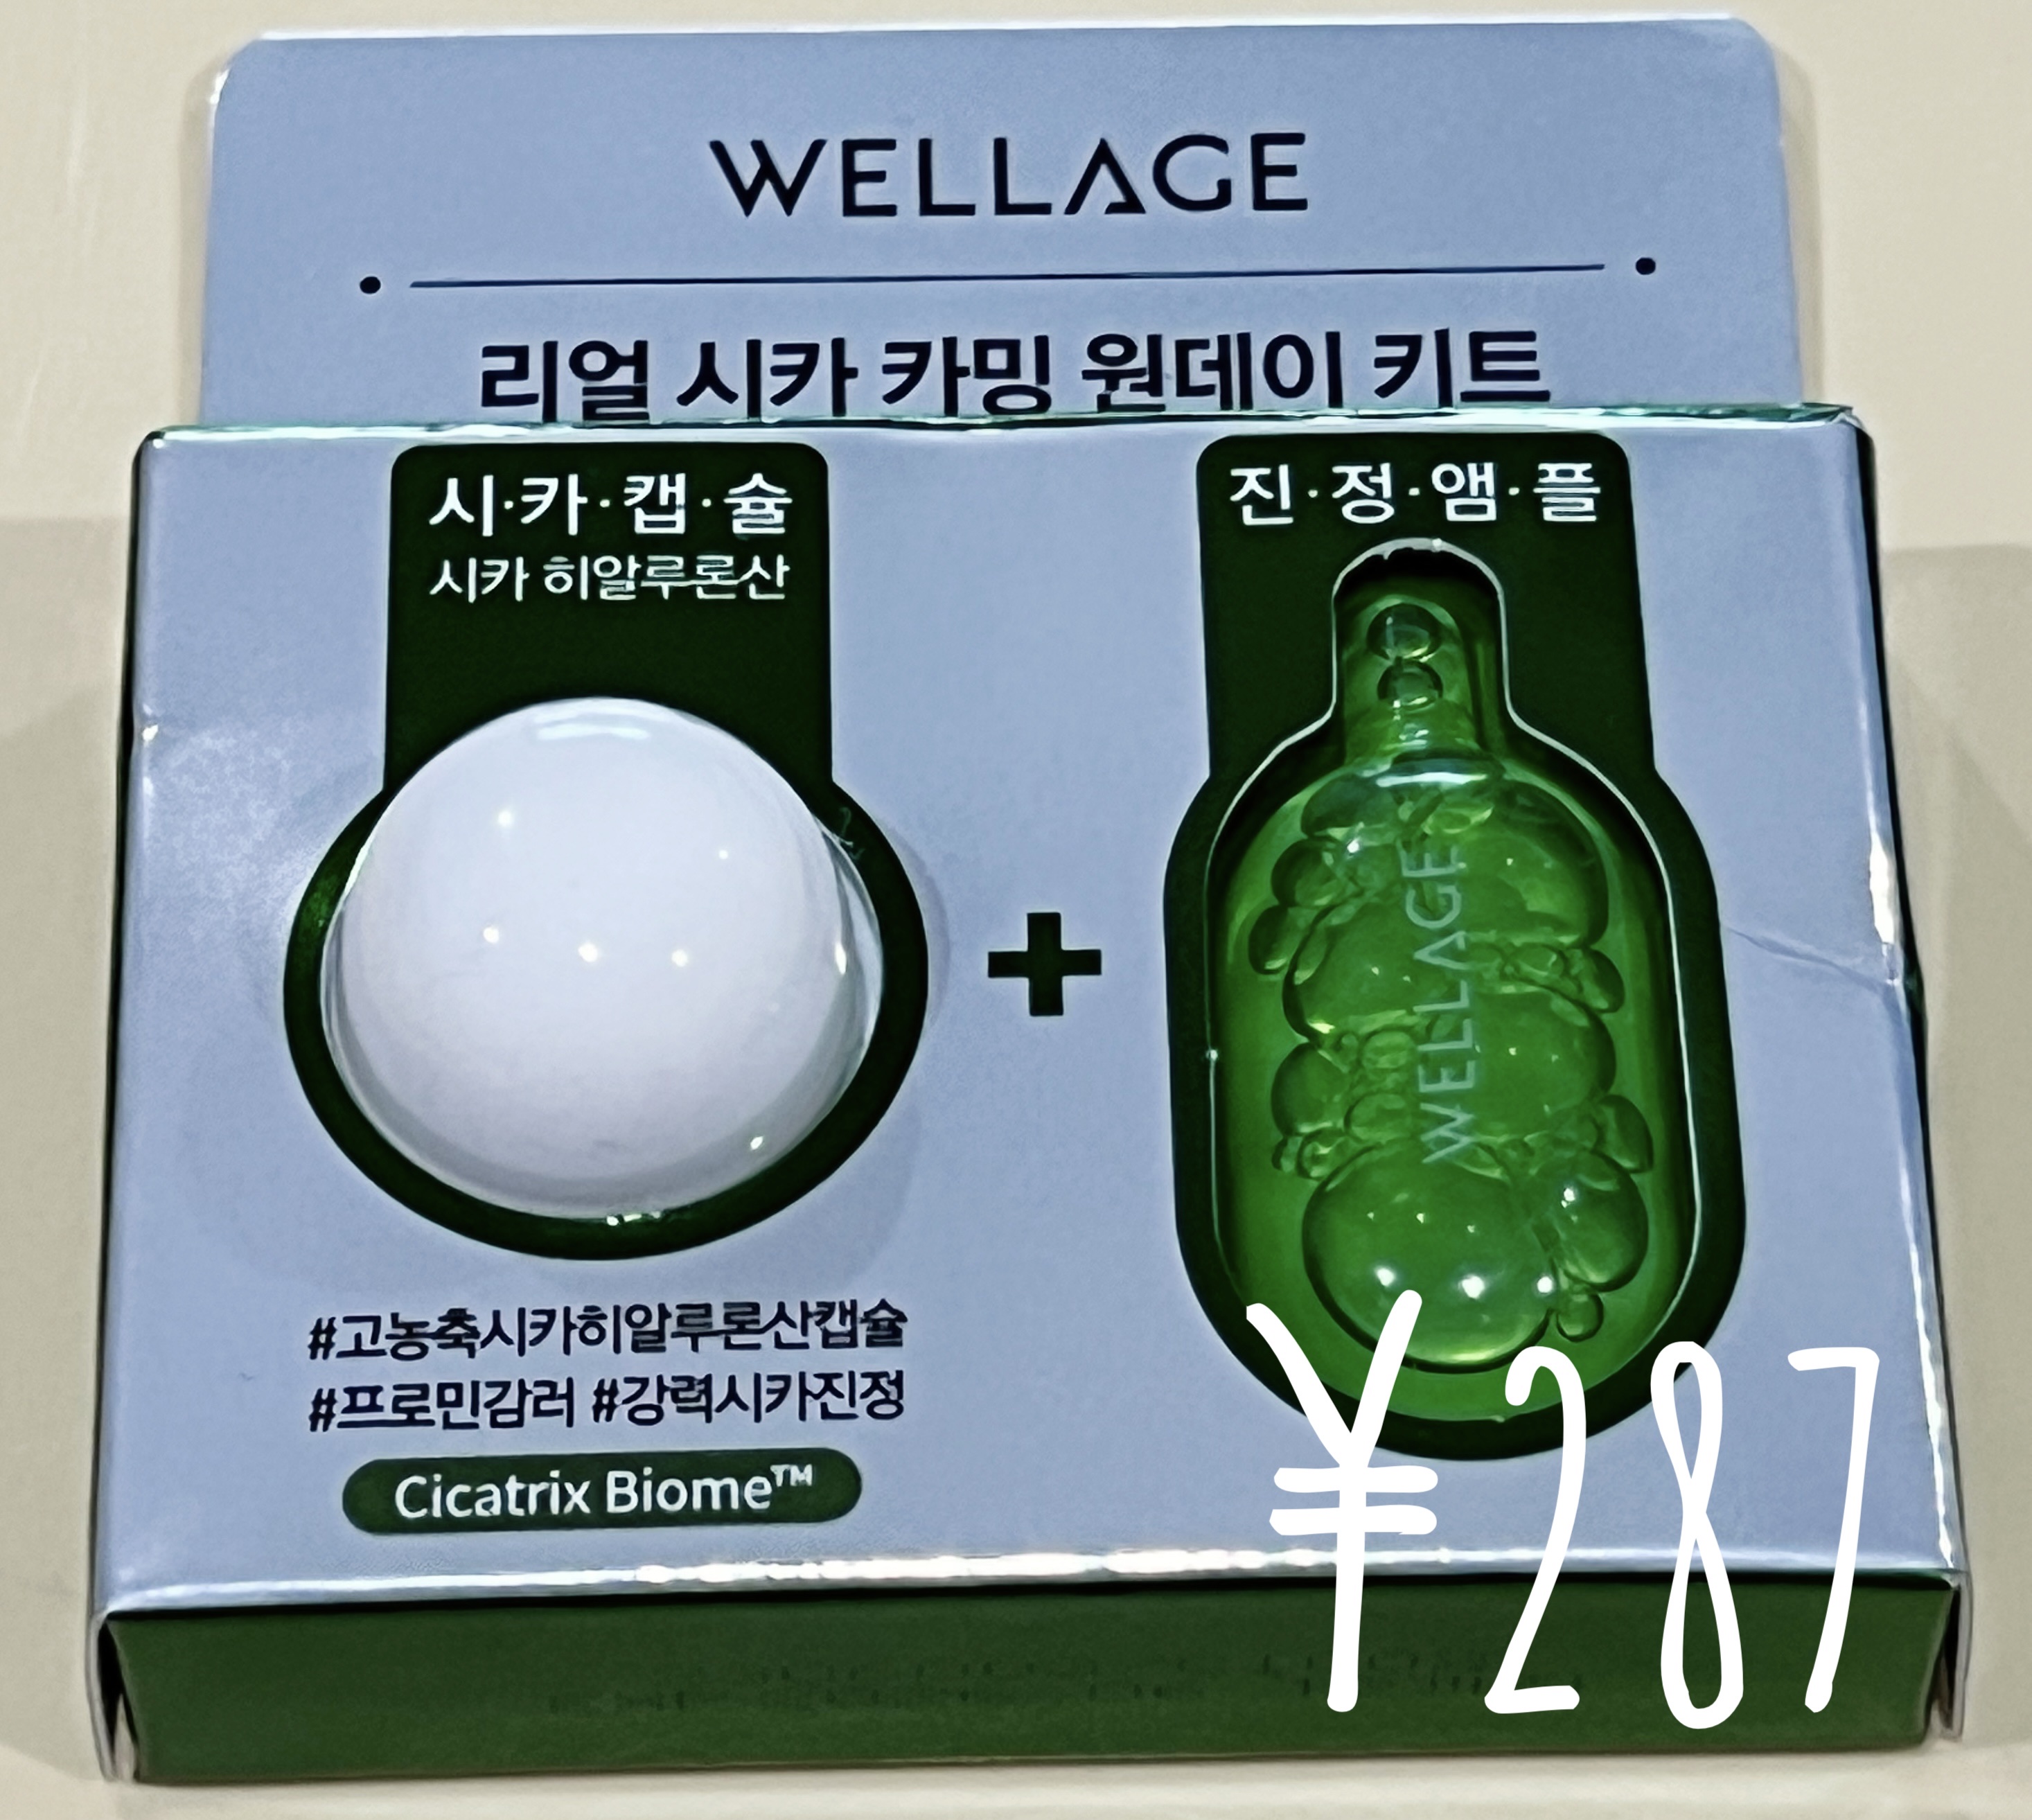 WELLAGE
리얼 시카 카밍 원데이 키트
시·카·캡·슐
시카 히알루론산
진·정·앰·플
WELLAGE
+
#고농축시카히알루론산캡슐
#프로민감러 #강력시카진정
Cicatrix Biome™
¥287